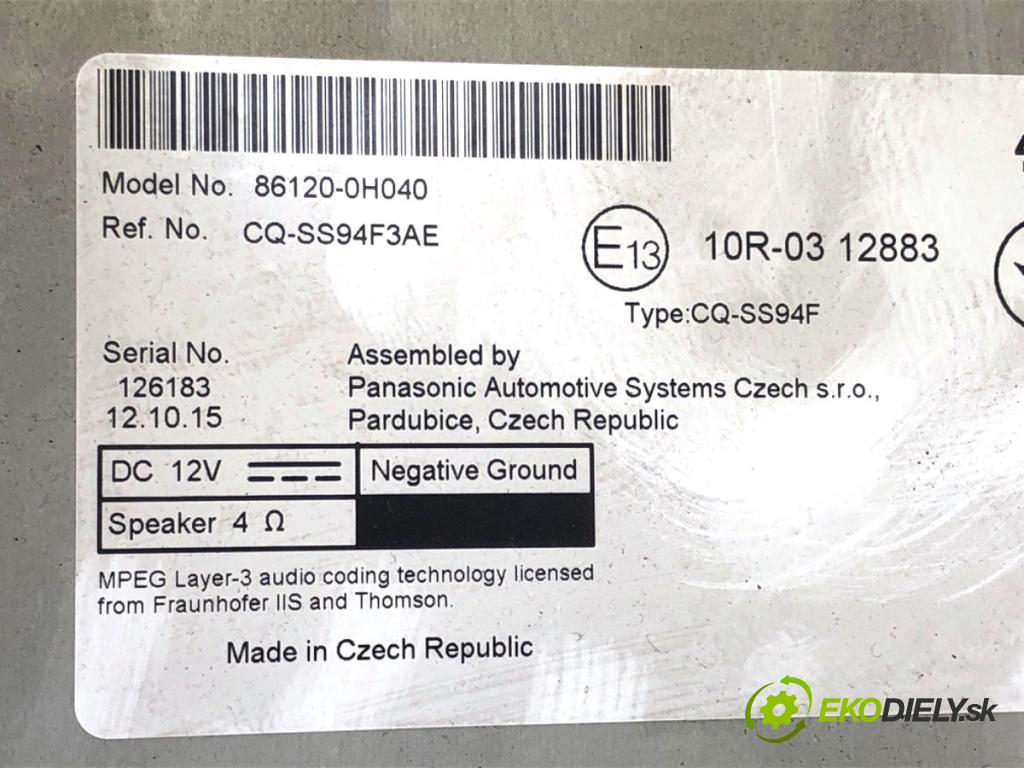 Model No. 86120-0H040
Ref. No. CQ-SS94F3AE
E13 10R-03 12883
Type:CQ-SS94F
Serial No.
126183
12.10.15
Assembled by
Panasonic Automotive Systems Czech s.r.o.,
Pardubice, Czech Republic
DC 12V Negative Ground
Speaker 4 Ω
MPEG Layer-3 audio coding technology licensed
from Fraunhofer IIS and Thomson.
Made in Czech Republic
EKODIELY.sk